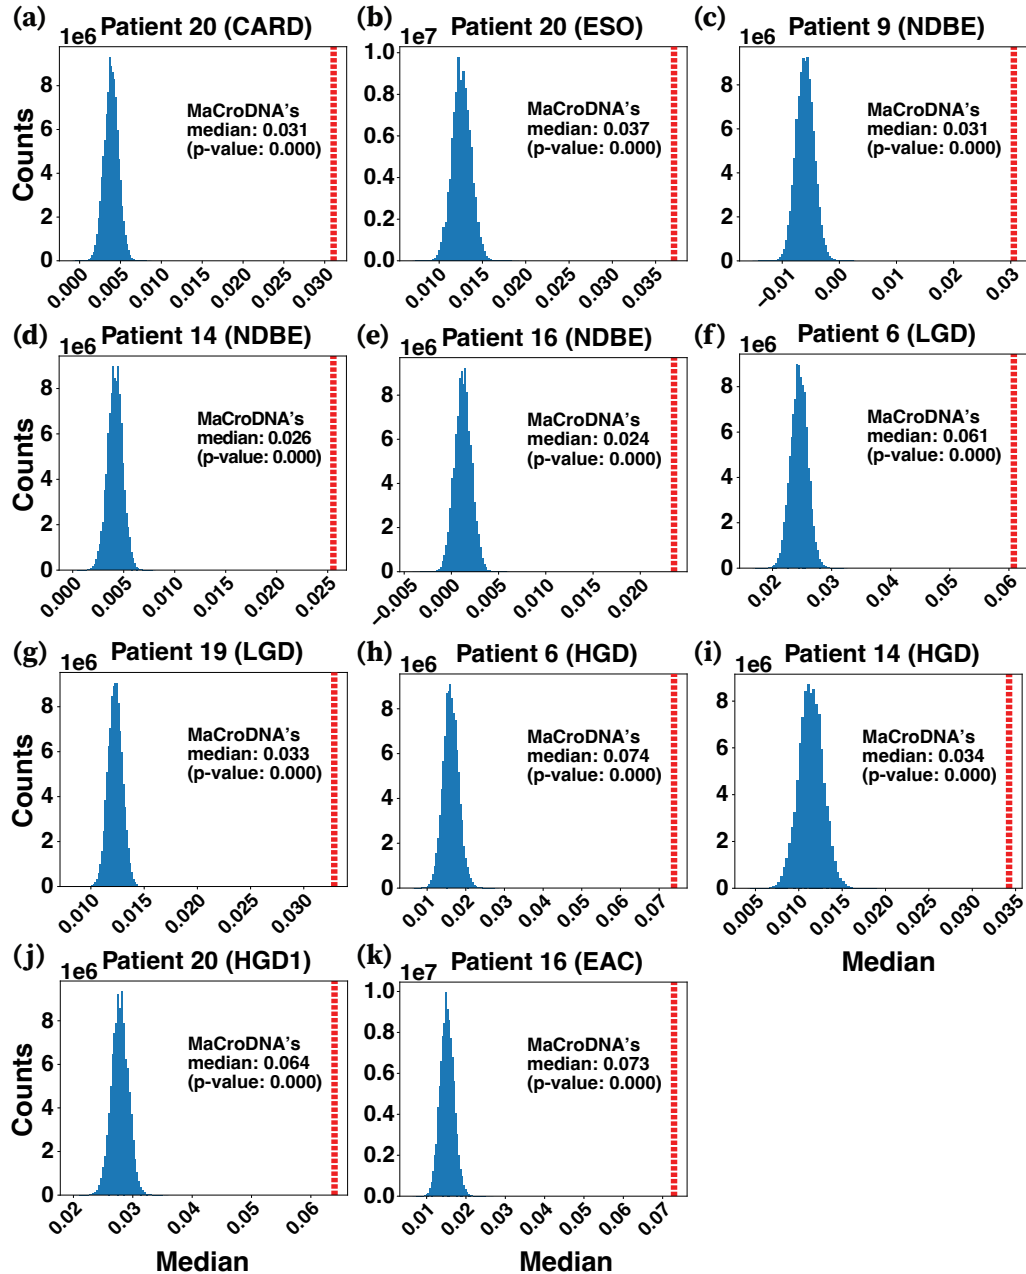 (a) Patient 20 (CARD)
1e6
Counts
8
6
4
2
0
MaCroDNA's
median: 0.031
(p-value: 0.000)
0.000 0.005 0.010 0.015 0.020 0.025 0.030
(b) Patient 20 (ESO)
1e7
1.0
0.8
0.6
0.4
0.2
0.0
MaCroDNA's
median: 0.037
(p-value: 0.000)
0.010 0.015 0.020 0.025 0.030 0.035
(c) Patient 9 (NDBE)
1e6
8
6
4
2
0
MaCroDNA's
median: 0.031
(p-value: 0.000)
−0.01 0.00 0.01 0.02 0.03
(d) Patient 14 (NDBE)
1e6
Counts
8
6
4
2
0
MaCroDNA's
median: 0.026
(p-value: 0.000)
0.000 0.005 0.010 0.015 0.020 0.025
(e) Patient 16 (NDBE)
1e6
8
6
4
2
0
MaCroDNA's
median: 0.024
(p-value: 0.000)
−0.005 0.000 0.005 0.010 0.015 0.020
(f) Patient 6 (LGD)
1e6
8
6
4
2
0
MaCroDNA's
median: 0.061
(p-value: 0.000)
0.02 0.03 0.04 0.05 0.06
(g) Patient 19 (LGD)
1e6
8
6
4
2
0
MaCroDNA's
median: 0.033
(p-value: 0.000)
0.010 0.015 0.020 0.025 0.030
(h) Patient 6 (HGD)
1e6
8
6
4
2
0
MaCroDNA's
median: 0.074
(p-value: 0.000)
0.01 0.02 0.03 0.04 0.05 0.06 0.07
(i) Patient 14 (HGD)
1e6
8
6
4
2
0
MaCroDNA's
median: 0.034
(p-value: 0.000)
0.005 0.010 0.015 0.020 0.025 0.030 0.035
Median
(j) Patient 20 (HGD1)
1e6
Counts
8
6
4
2
0
MaCroDNA's
median: 0.064
(p-value: 0.000)
0.02 0.03 0.04 0.05 0.06
Median
(k) Patient 16 (EAC)
1e7
1.0
0.8
0.6
0.4
0.2
0.0
MaCroDNA's
median: 0.073
(p-value: 0.000)
0.01 0.02 0.03 0.04 0.05 0.06 0.07
Median